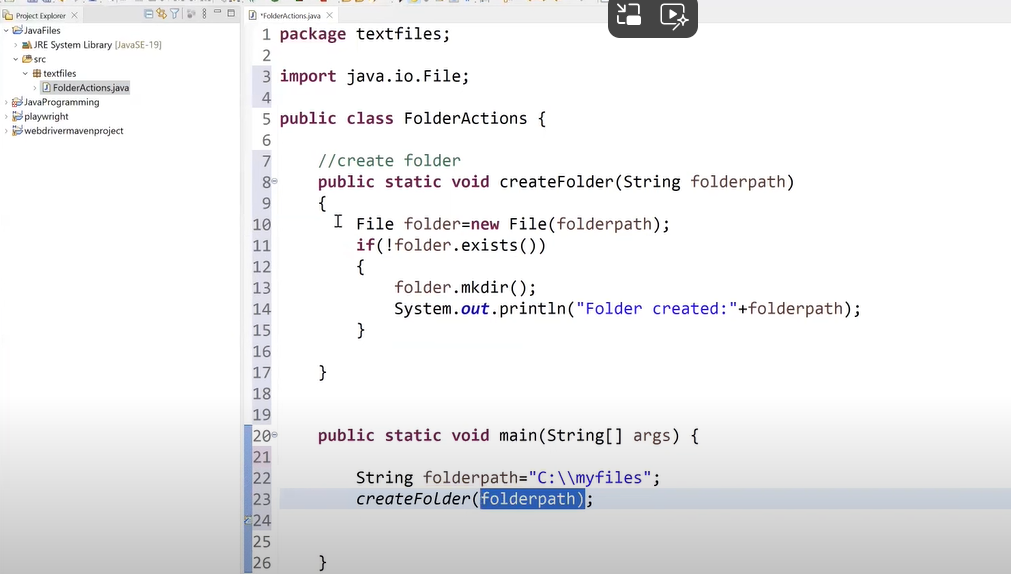 Project Explorer
JavaFiles
JRE System Library [JavaSE-19]
src
textfiles
FolderActions.java
JavaProgramming
playwright
webdrivermavenproject
*FolderActions.java
1 package textfiles;
2
3 import java.io.File;
4
5 public class FolderActions {
6
7 //create folder
8 public static void createFolder(String folderpath)
9 {
10 File folder=new File(folderpath);
11 if(!folder.exists())
12 {
13 folder.mkdir();
14 System.out.println("Folder created:"+folderpath);
15 }
16
17 }
18
19
20 public static void main(String[] args) {
21
22 String folderpath="C:\\myfiles";
23 createFolder(folderpath);
24
25
26 }